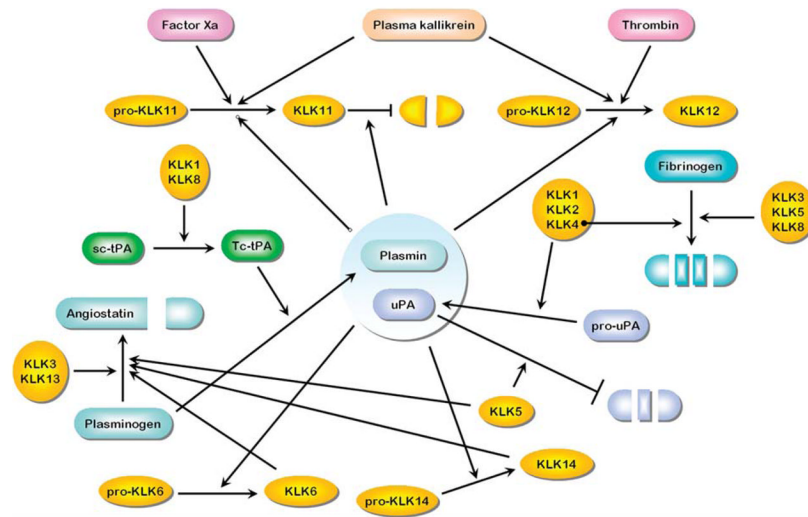 Factor Xa
Plasma kallikrein
Thrombin
pro-KLK11
KLK11
pro-KLK12
KLK12
KLK1
KLK8
Fibrinogen
KLK1
KLK2
KLK4
KLK3
KLK5
KLK8
sc-tPA
Tc-tPA
Plasmin
uPA
Angiostatin
pro-uPA
KLK3
KLK13
KLK5
Plasminogen
KLK14
pro-KLK6
KLK6
pro-KLK14